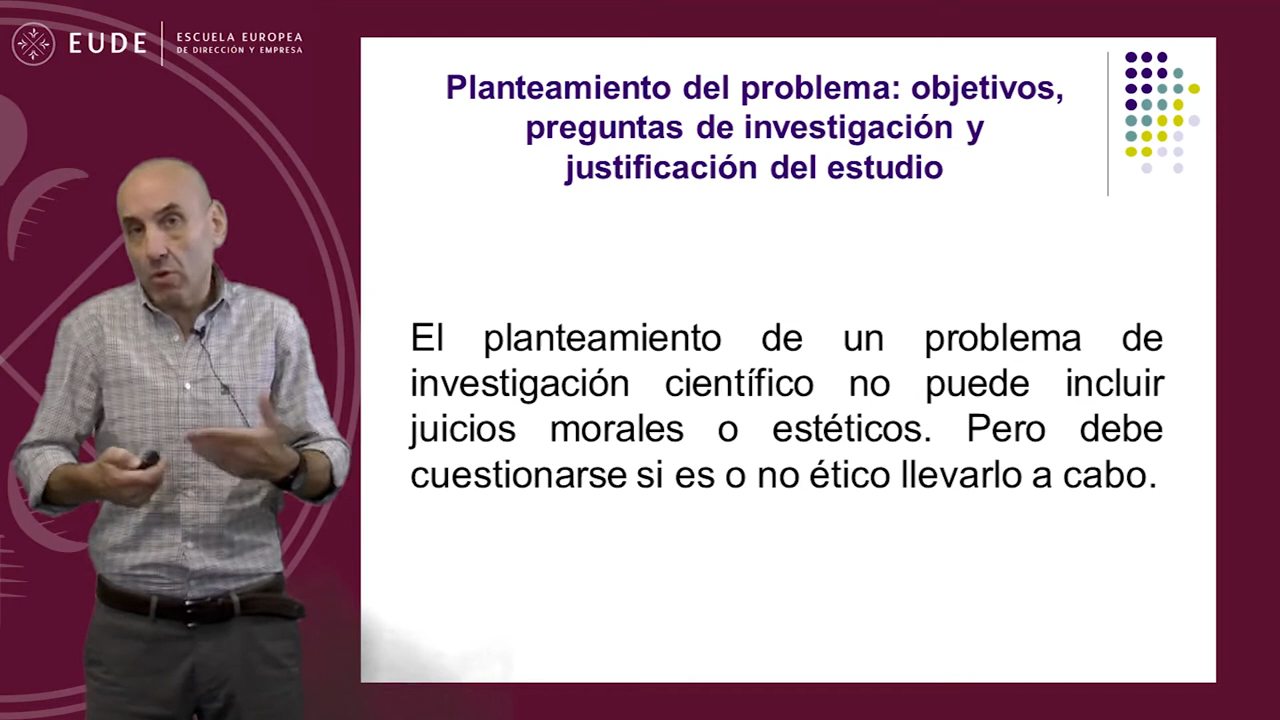 EUDE
ESCUELA EUROPEA
DE DIRECCIÓN Y EMPRESA
Planteamiento del problema: objetivos,
preguntas de investigación y
justificación del estudio
El planteamiento de un problema de
investigación científico no puede incluir
juicios morales o estéticos. Pero debe
cuestionarse si es o no ético llevarlo a cabo.